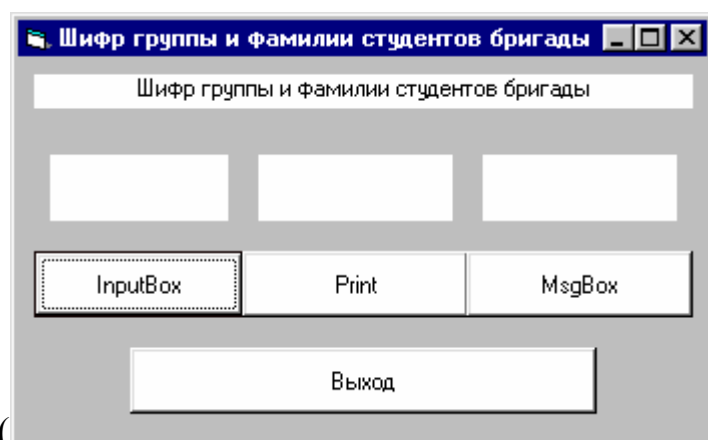 Шифр группы и фамилии студентов бригады
Шифр группы и фамилии студентов бригады
InputBox Print MsgBox
Выход
(